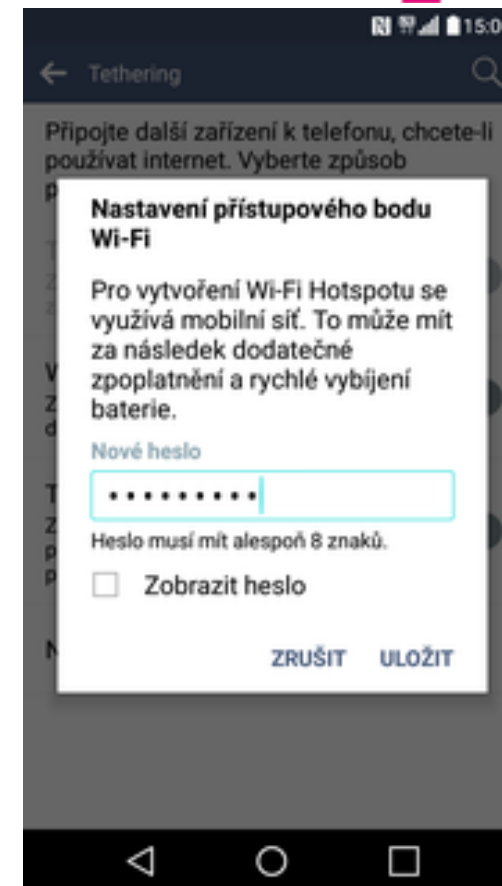 15:0
Tethering
Připojte další zařízení k telefonu, chcete-li
používat internet. Vyberte způsob
Nastavení přístupového bodu
Wi-Fi
Pro vytvoření Wi-Fi Hotspotu se
využívá mobilní síť. To může mít
za následek dodatečné
zpoplatnění a rychlé vybíjení
baterie.
Nové heslo
•••••••••
Heslo musí mít alespoň 8 znaků.
Zobrazit heslo
ZRUŠIT ULOŽIT